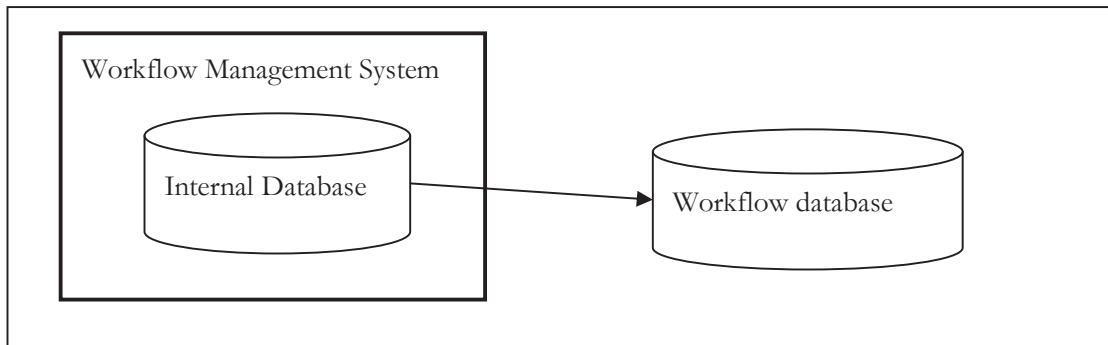 Workflow Management System
Internal Database
Workflow database